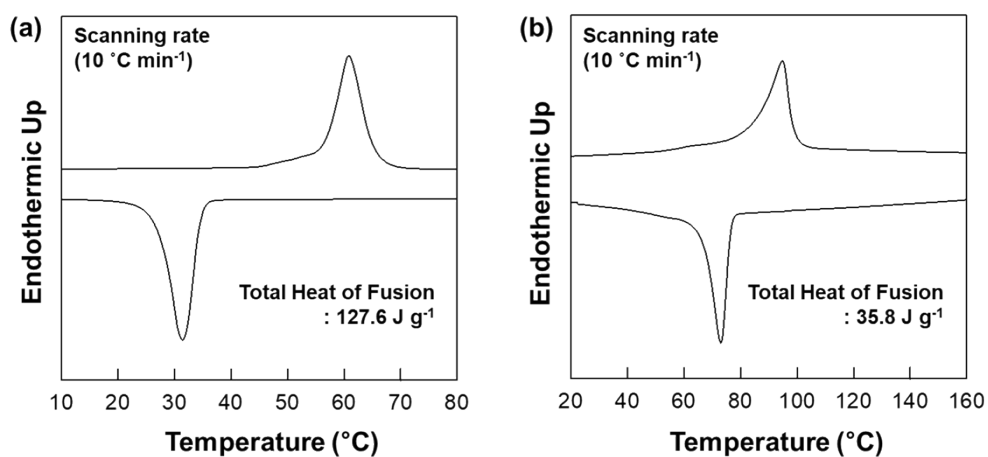 (a)
Scanning rate
(10 ˚C min-1)
Endothermic Up
Total Heat of Fusion
: 127.6 J g-1
10 20 30 40 50 60 70 80
Temperature (°C)
(b)
Scanning rate
(10 ˚C min-1)
Endothermic Up
Total Heat of Fusion
: 35.8 J g-1
20 40 60 80 100 120 140 160
Temperature (°C)